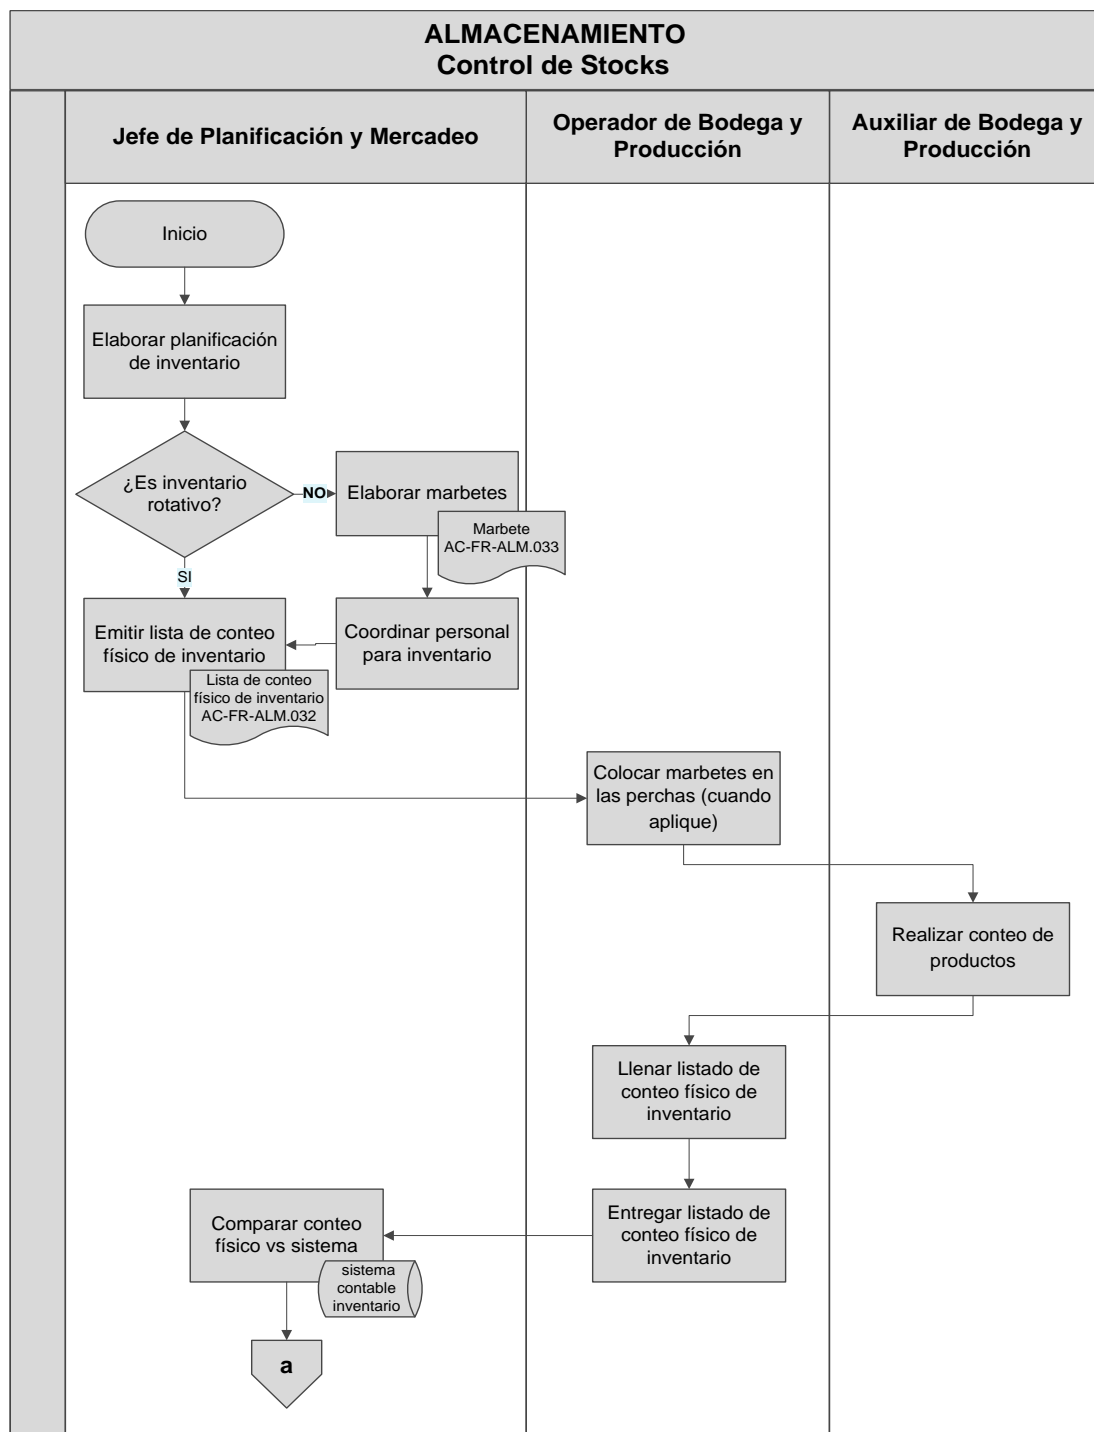 ALMACENAMIENTO
Control de Stocks
Jefe de Planificación y Mercadeo
Operador de Bodega y
Producción
Auxiliar de Bodega y
Producción
Inicio
Elaborar planificación
de inventario
¿Es inventario
rotativo?
NO
Elaborar marbetes
Marbete
AC-FR-ALM.033
SI
Emitir lista de conteo
físico de inventario
Lista de conteo
físico de inventario
AC-FR-ALM.032
Coordinar personal
para inventario
Colocar marbetes en
las perchas (cuando
aplique)
Realizar conteo de
productos
Llenar listado de
conteo físico de
inventario
Entregar listado de
conteo físico de
inventario
Comparar conteo
físico vs sistema
sistema
contable
inventario
a